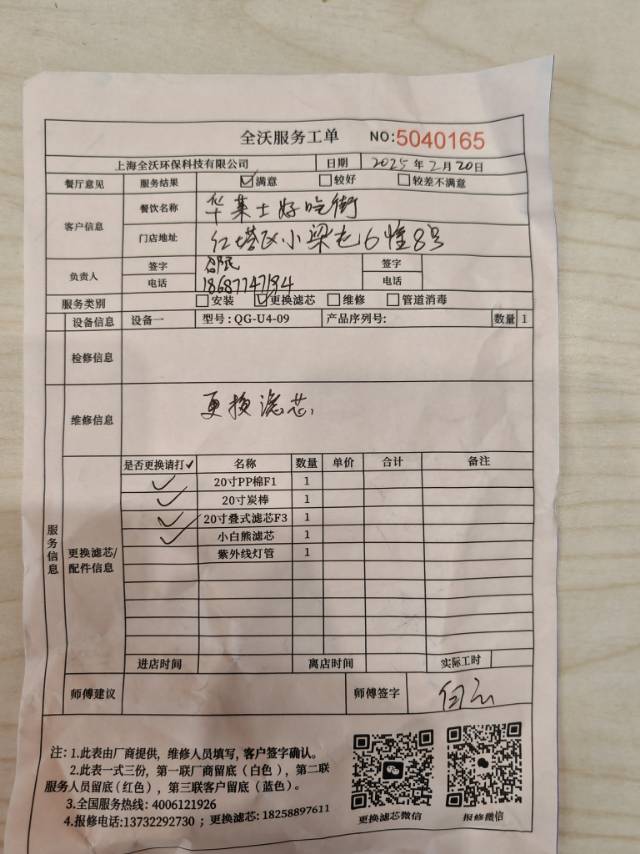 全沃服务工单 NO:5040165
上海全沃环保科技有限公司 日期 2025年2月20日
餐厅意见 服务结果 ☑满意 □较好 □较差不满意
客户信息 餐饮名称 华莱士好吃街
门店地址 红塔区小梁屯6幢8号
负责人 签字 签字
电话 电话
服务类别 □安装 ☑更换滤芯 □维修 □管道消毒
设备信息 设备一 型号:QG-U4-09 产品序列号: 数量 1
检修信息
维修信息 更换滤芯
服务信息
更换滤芯/配件信息
是否更换请打✓ 名称 数量 单价 合计 备注
✓ 20寸PP棉F1 1
✓ 20寸炭棒 1
✓ 20寸叠式滤芯F3 1
✓ 小白熊滤芯 1
紫外线灯管 1
进店时间 离店时间 实际工时
师傅建议 师傅签字
注:1.此表由厂商提供,维修人员填写,客户签字确认。
2.此表一式三份,第一联厂商留底(白色),第二联
服务人员留底(红色),第三联客户留底(蓝色)。
3.全国服务热线:4006121926
4.报修电话:13732292730;更换滤芯:18258897611
更换滤芯微信 报修微信